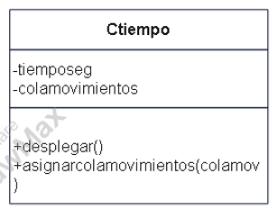 Ctiempo
-tiemposeg
-colamovimientos
+desplegar()
+asignarcolamovimientos(colamov
)